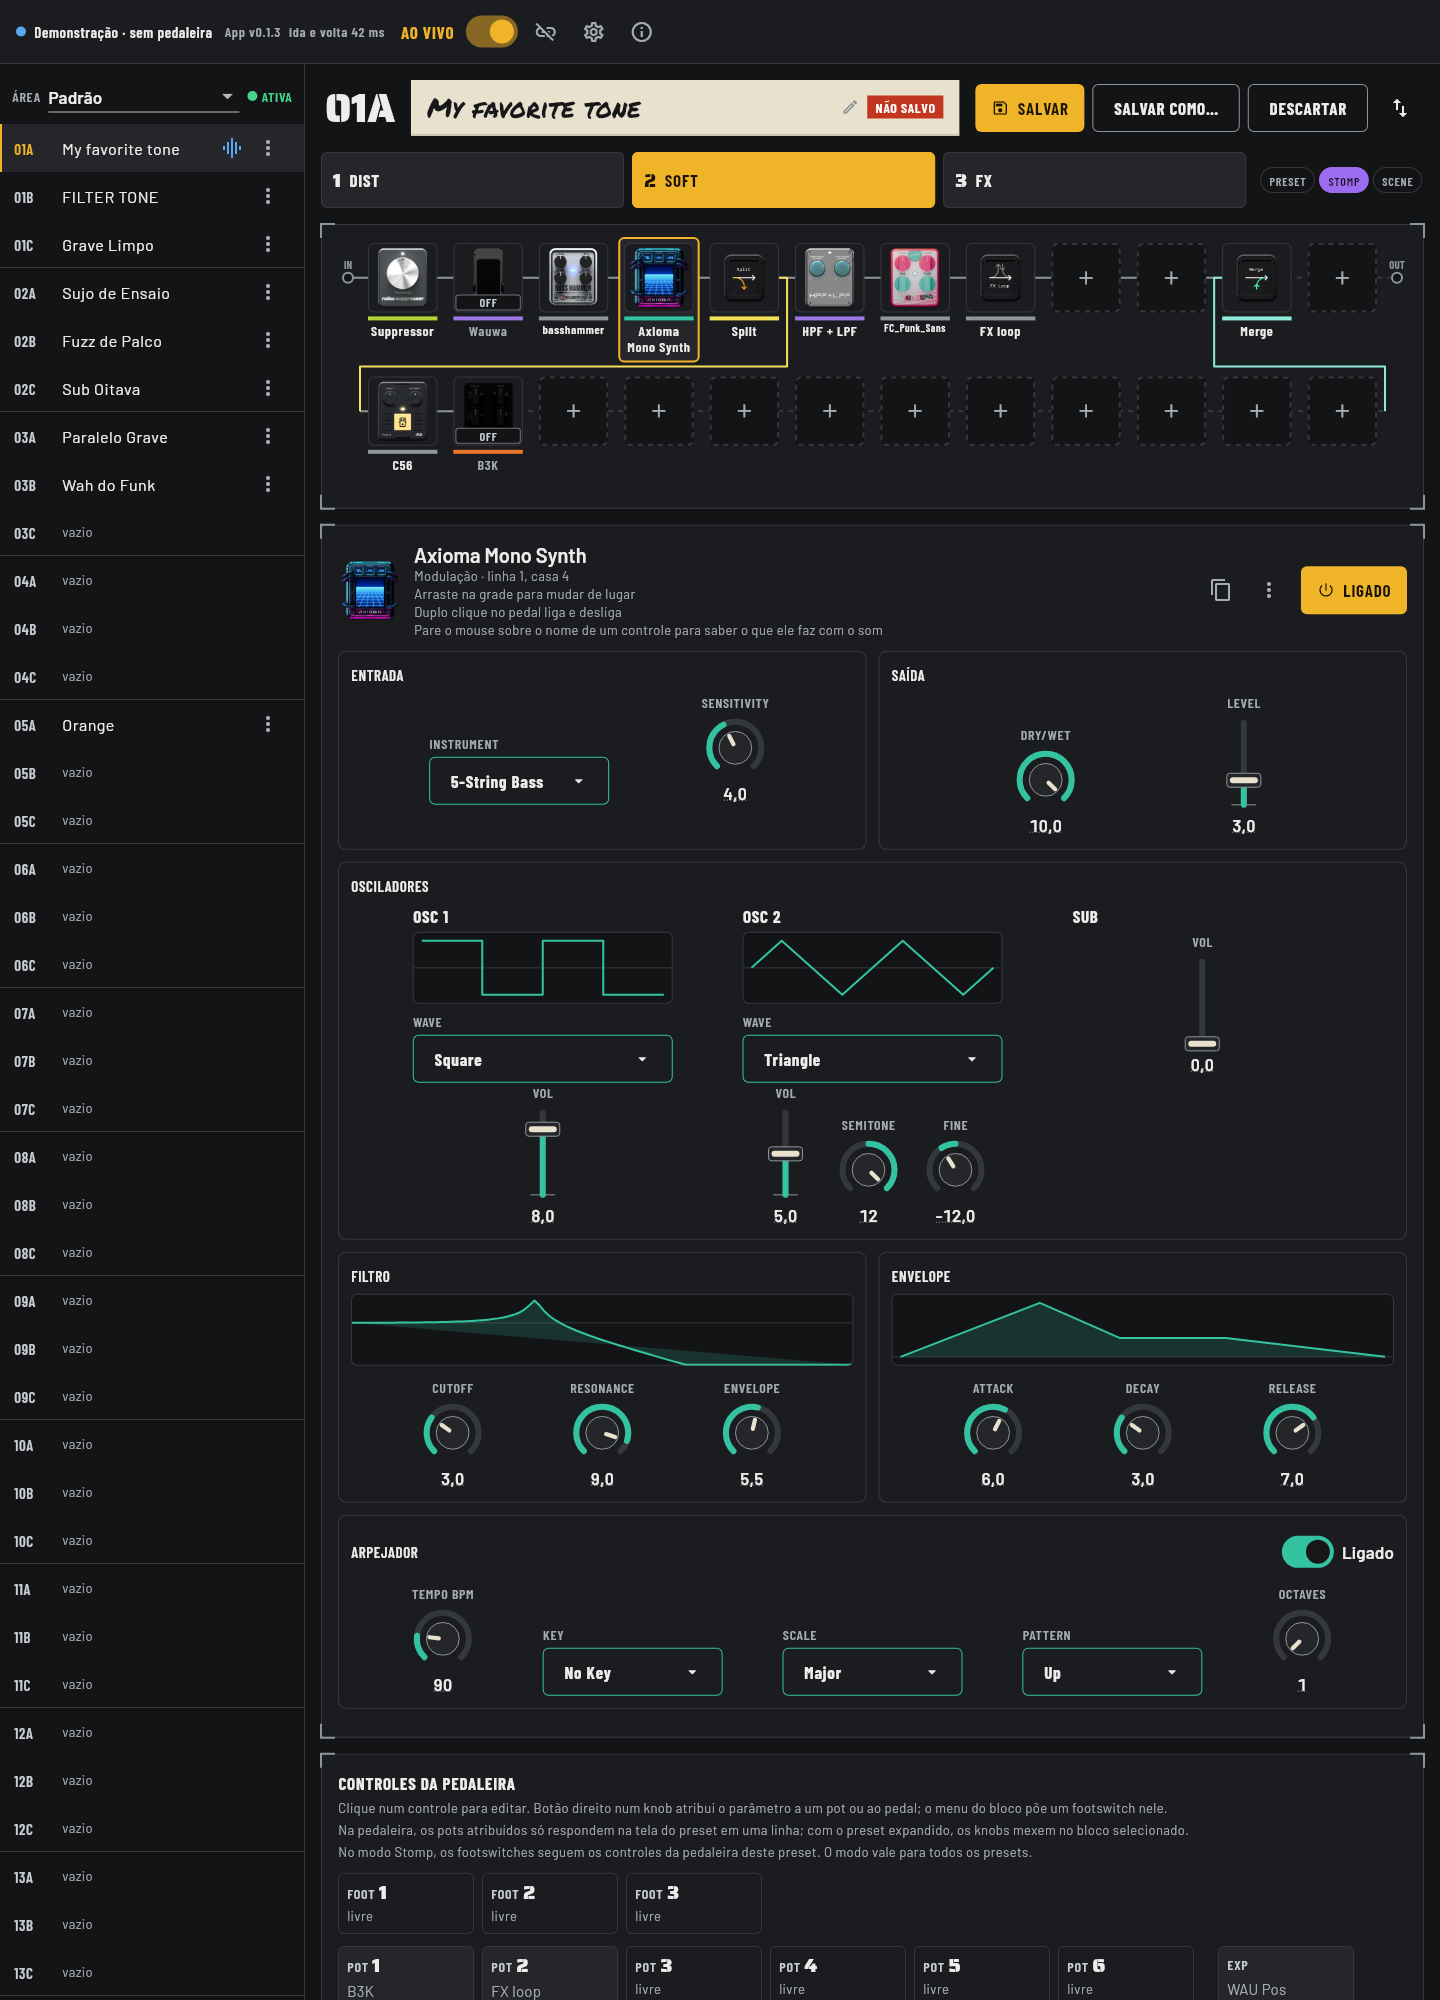 Demonstração · sem pedaleira App v0.1.3 Ida e volta 42 ms AO VIVO
ÁREA Padrão ATIVA
01A My favorite tone
01B FILTER TONE
01C Grave Limpo
02A Sujo de Ensaio
02B Fuzz de Palco
02C Sub Oitava
03A Paralelo Grave
03B Wah do Funk
03C vazio
04A vazio
04B vazio
04C vazio
05A Orange
05B vazio
05C vazio
06A vazio
06B vazio
06C vazio
07A vazio
07B vazio
07C vazio
08A vazio
08B vazio
08C vazio
09A vazio
09B vazio
09C vazio
10A vazio
10B vazio
10C vazio
11A vazio
11B vazio
11C vazio
12A vazio
12B vazio
12C vazio
13A vazio
13B vazio
13C vazio
01A My favorite tone NÃO SALVO SALVAR SALVAR COMO... DESCARTAR
1 DIST 2 SOFT 3 FX PRESET STOMP SCENE
IN OUT
noise suppressor OFF BASS HAMMER AXIOMA Split HPF+LPF FX Loop Merge
Suppressor Wauwa basshammer Axioma Split HPF + LPF FC_Punk_Sans FX loop Merge
Mono Synth
OFF
C56 B3K
Axioma Mono Synth
Modulação · linha 1, casa 4
Arraste na grade para mudar de lugar
Duplo clique no pedal liga e desliga
Pare o mouse sobre o nome de um controle para saber o que ele faz com o som
AXIOMA
LIGADO
ENTRADA
INSTRUMENT SENSITIVITY
5-String Bass
4,0
SAÍDA
DRY/WET LEVEL
10,0 3,0
OSCILADORES
OSC 1 OSC 2 SUB
VOL
WAVE WAVE
Square Triangle 0,0
VOL VOL SEMITONE FINE
8,0 5,0 12 -12,0
FILTRO
CUTOFF RESONANCE ENVELOPE
3,0 9,0 5,5
ENVELOPE
ATTACK DECAY RELEASE
6,0 3,0 7,0
ARPEJADOR Ligado
TEMPO BPM KEY SCALE PATTERN OCTAVES
90 No Key Major Up 1
CONTROLES DA PEDALEIRA
Clique num controle para editar. Botão direito num knob atribui o parâmetro a um pot ou ao pedal; o menu do bloco põe um footswitch nele.
Na pedaleira, os pots atribuídos só respondem na tela do preset em uma linha; com o preset expandido, os knobs mexem no bloco selecionado.
No modo Stomp, os footswitches seguem os controles da pedaleira deste preset. O modo vale para todos os presets.
FOOT 1 FOOT 2 FOOT 3
livre livre livre
POT 1 POT 2 POT 3 POT 4 POT 5 POT 6 EXP
B3K FX loop livre livre livre livre WAU Pos